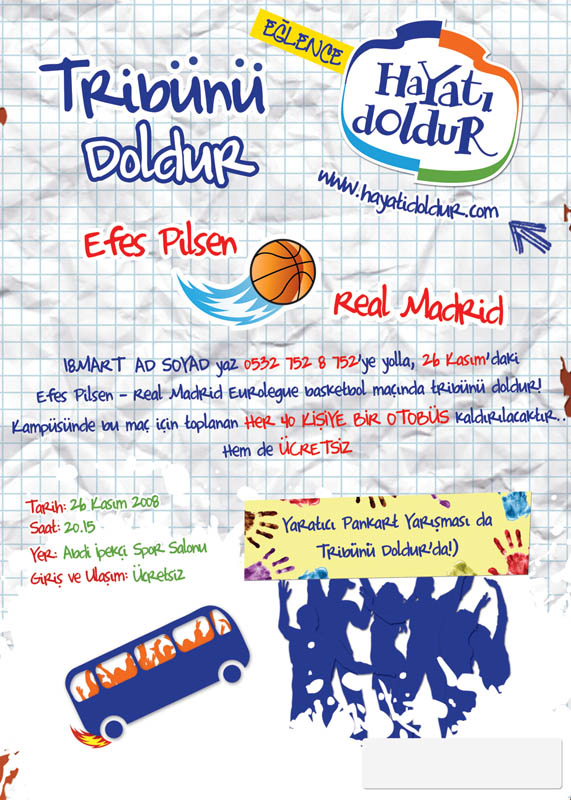 Tribünü
Doldur
EĞLENCE
Hayatı
doldur
www.hayatidoldur.com
Efes Pilsen
Real Madrid
IBMART AD SOYAD yaz 0532 752 8 752'ye yolla, 26 Kasım'daki
Efes Pilsen - Real Madrid Eurolegue basketbol maçında tribünü doldur!
Kampüsünde bu maç için toplanan HER 40 KİŞİYE BİR OTOBÜS kaldırılacaktır..
Hem de ÜCRETSİZ
Tarih: 26 Kasım 2008
Saat: 20.15
Yer: Abdi İpekçi Spor Salonu
Giriş ve Ulaşım: Ücretsiz
Yaratıcı Pankart Yarışması da
Tribünü Doldur'da!)